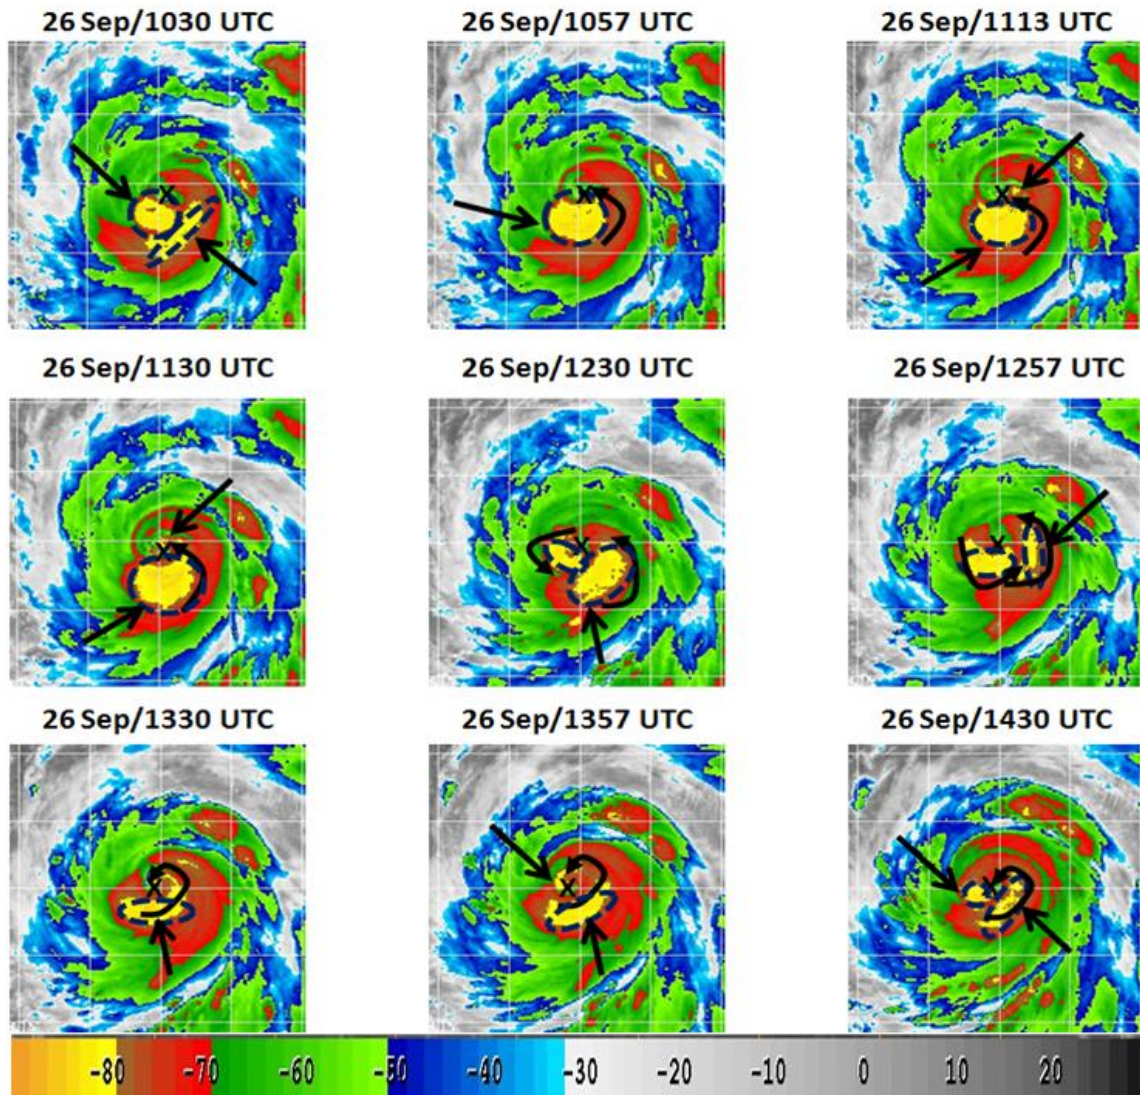 26 Sep/1030 UTC 26 Sep/1057 UTC 26 Sep/1113 UTC
X X X
26 Sep/1130 UTC 26 Sep/1230 UTC 26 Sep/1257 UTC
X X X
26 Sep/1330 UTC 26 Sep/1357 UTC 26 Sep/1430 UTC
X X X
-80 -70 -60 -50 -40 -30 -20 -10 0 10 20